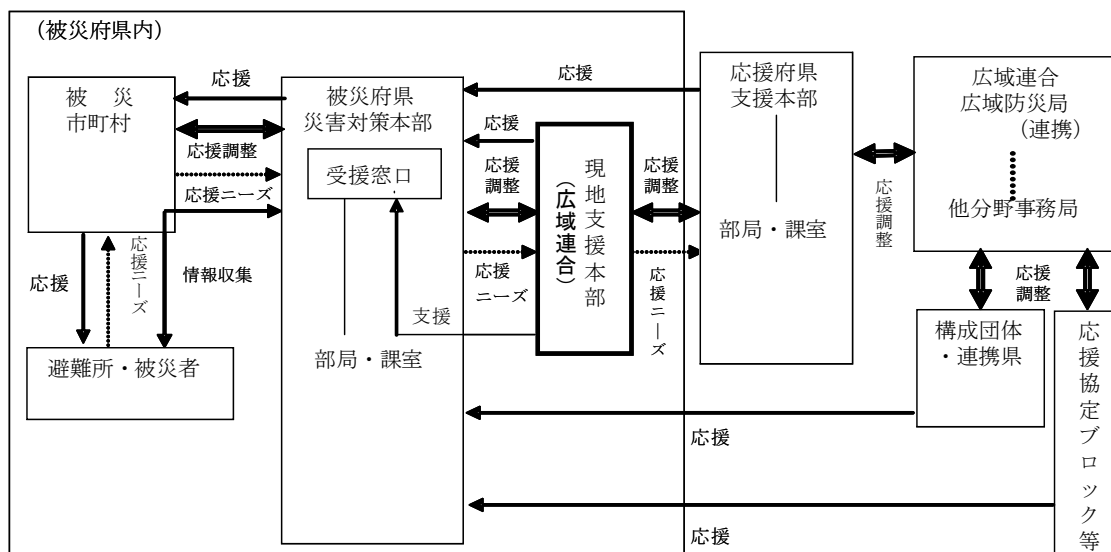 （被災府県内）
被　災
市町村
応援
応援調整
応援ニーズ
応援
応援ニーズ
情報収集
避難所・被災者
被災府県
災害対策本部
受援窓口
部局・課室
応援
応援
応援
調整
応援
ニーズ
支援
現地支援本部
（広域連合）
応援
調整
応援ニーズ
応援府県
支援本部
部局・課室
応援調整
広域連合
広域防災局
（連携）
他分野事務局
応援
調整
構成団体
・連携県
応援協定ブロック等
応援
応援